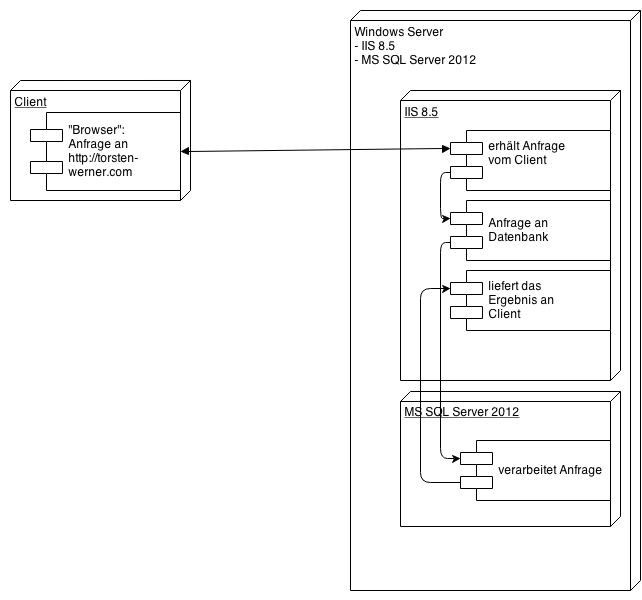 Windows Server
- IIS 8.5
- MS SQL Server 2012
Client
"Browser":
Anfrage an
http://torsten-
werner.com
IIS 8.5
erhält Anfrage
vom Client
Anfrage an
Datenbank
liefert das
Ergebnis an
Client
MS SQL Server 2012
verarbeitet Anfrage